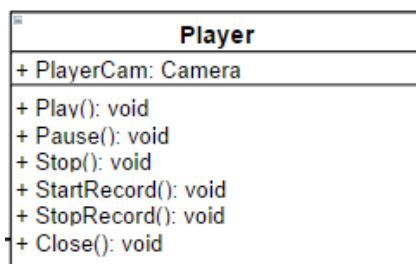 Player
+ PlayerCam: Camera
+ Play(): void
+ Pause(): void
+ Stop(): void
+ StartRecord(): void
+ StopRecord(): void
+ Close(): void